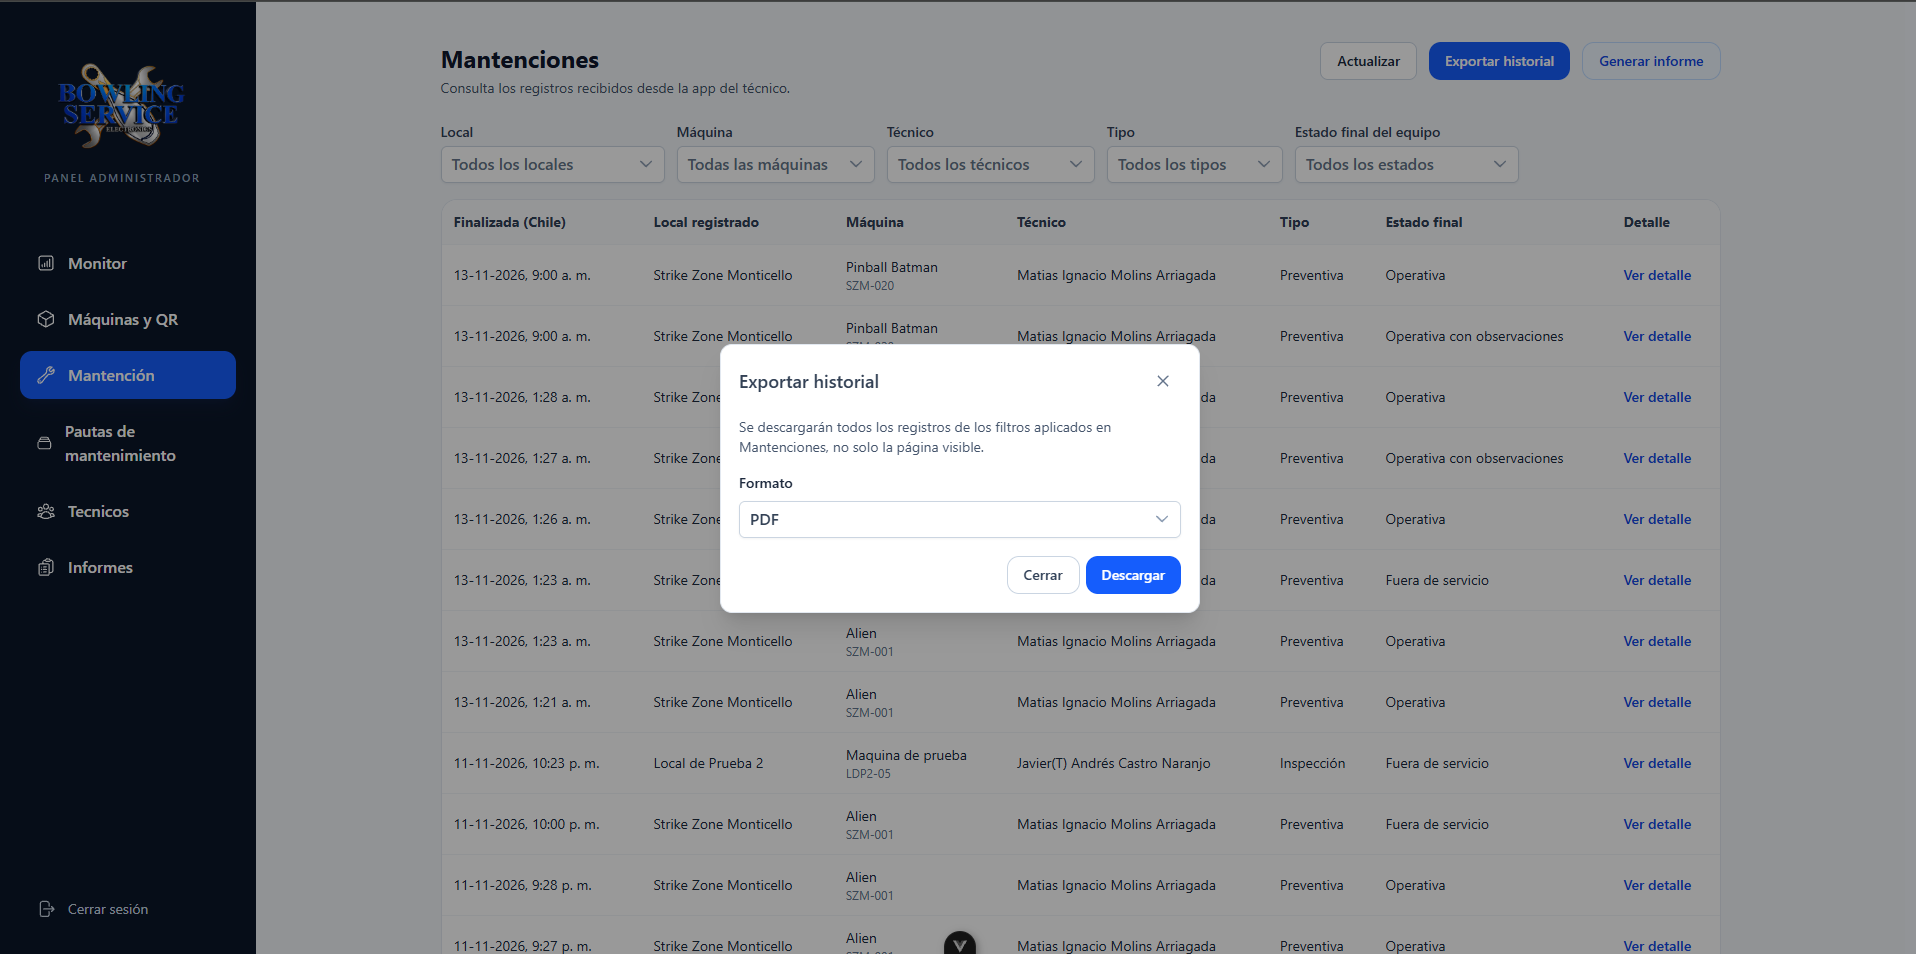 BOWLING
SERVICE
ELECTRONICS
PANEL ADMINISTRADOR
Monitor
Máquinas y QR
Mantención
Pautas de
mantenimiento
Tecnicos
Informes
Cerrar sesión
Mantenciones
Consulta los registros recibidos desde la app del técnico.
Actualizar
Exportar historial
Generar informe
Local
Máquina
Técnico
Tipo
Estado final del equipo
Todos los locales
Todas las máquinas
Todos los técnicos
Todos los tipos
Todos los estados
Finalizada (Chile) Local registrado Máquina Técnico Tipo Estado final Detalle
13-11-2026, 9:00 a. m. Strike Zone Monticello Pinball Batman Matias Ignacio Molins Arriagada Preventiva Operativa Ver detalle
SZM-020
13-11-2026, 9:00 a. m. Strike Zone Monticello Pinball Batman Matias Ignacio Molins Arriagada Preventiva Operativa con observaciones Ver detalle
13-11-2026, 1:28 a. m. Strike Zone da Preventiva Operativa Ver detalle
13-11-2026, 1:27 a. m. Strike Zone da Preventiva Operativa con observaciones Ver detalle
13-11-2026, 1:26 a. m. Strike Zone da Preventiva Operativa Ver detalle
13-11-2026, 1:23 a. m. Strike Zone da Preventiva Fuera de servicio Ver detalle
13-11-2026, 1:23 a. m. Strike Zone Monticello Alien Matias Ignacio Molins Arriagada Preventiva Operativa Ver detalle
SZM-001
13-11-2026, 1:21 a. m. Strike Zone Monticello Alien Matias Ignacio Molins Arriagada Preventiva Operativa Ver detalle
SZM-001
11-11-2026, 10:23 p. m. Local de Prueba 2 Maquina de prueba Javier(T) Andrés Castro Naranjo Inspección Fuera de servicio Ver detalle
LDP2-05
11-11-2026, 10:00 p. m. Strike Zone Monticello Alien Matias Ignacio Molins Arriagada Preventiva Fuera de servicio Ver detalle
SZM-001
11-11-2026, 9:28 p. m. Strike Zone Monticello Alien Matias Ignacio Molins Arriagada Preventiva Operativa Ver detalle
SZM-001
11-11-2026, 9:27 p. m. Strike Zone Monticello Alien Matias Ignacio Molins Arriagada Preventiva Operativa Ver detalle
Exportar historial
Se descargarán todos los registros de los filtros aplicados en
Mantenciones, no solo la página visible.
Formato
PDF
Cerrar
Descargar